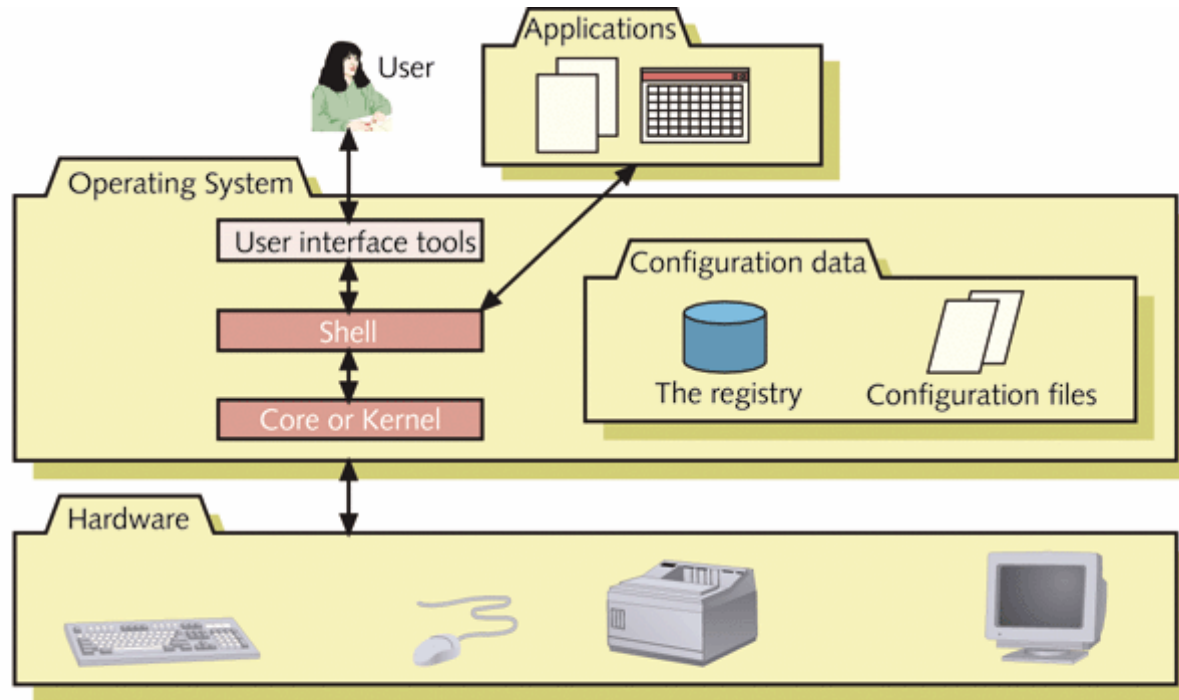 Applications
User
Operating System
User interface tools
Configuration data
Shell
The registry
Configuration files
Core or Kernel
Hardware